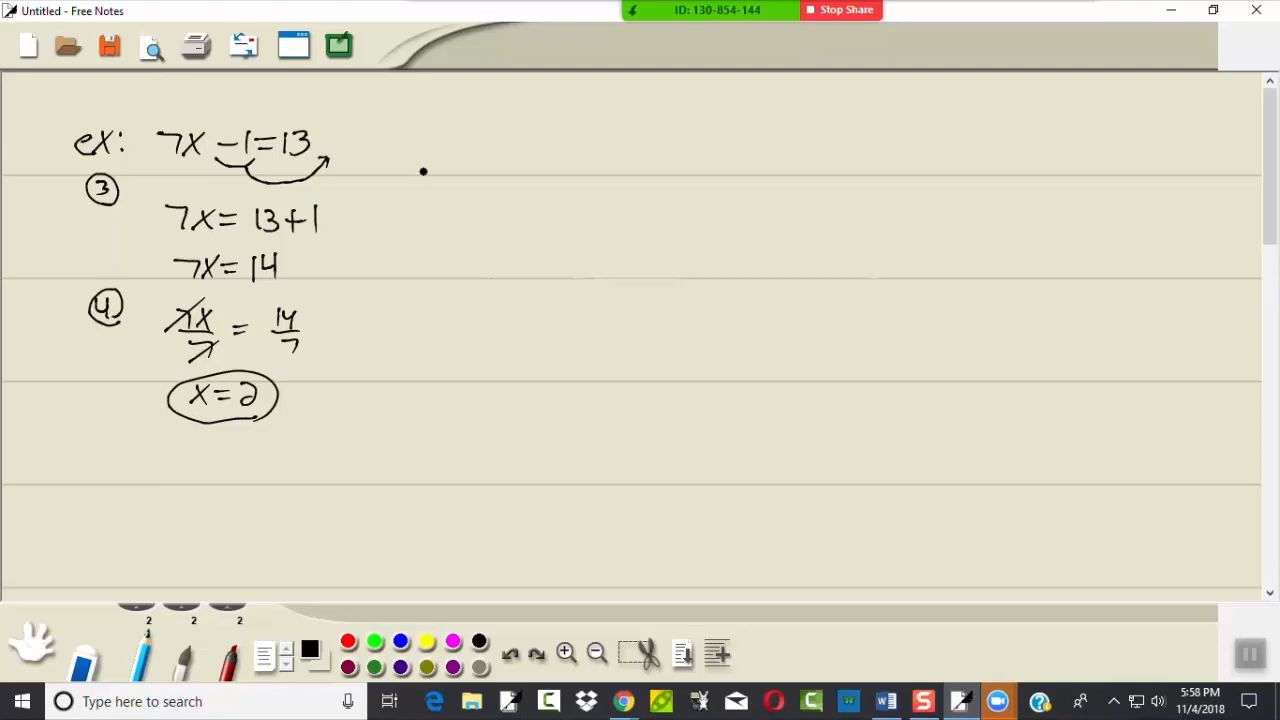 Untitled - Free Notes
ID: 130-854-144
Stop Share
ex: 7x -1=13
3
7x= 13+1
7x= 14
4
7x/7 = 14/7
x=2
2 2 2
Type here to search
5:58 PM
11/4/2018